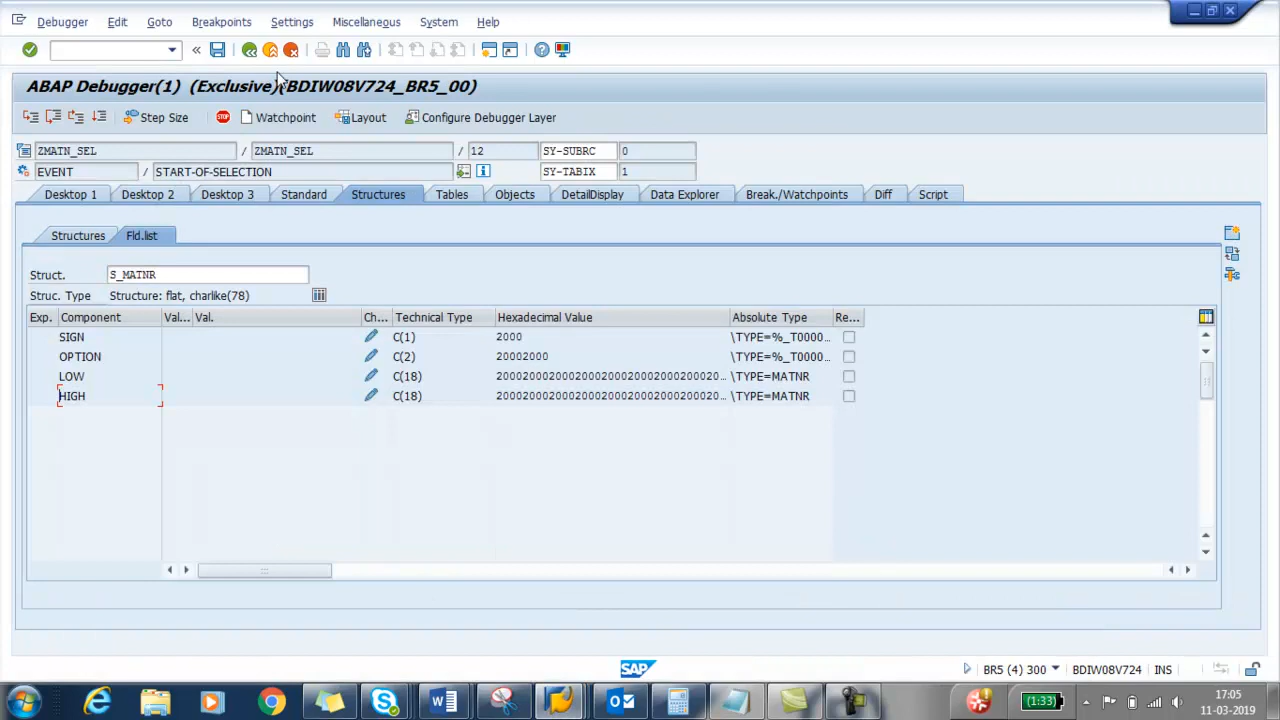 Debugger Edit Goto Breakpoints Settings Miscellaneous System Help
ABAP Debugger(1) (Exclusive)(BDIW08V724_BR5_00)
Step Size STOP Watchpoint Layout Configure Debugger Layer
ZMATN_SEL / ZMATN_SEL / 12 SY-SUBRC 0
EVENT / START-OF-SELECTION SY-TABIX 1
Desktop 1 Desktop 2 Desktop 3 Standard Structures Tables Objects DetailDisplay Data Explorer Break./Watchpoints Diff Script
Structures Fld.list
Struct. S_MATNR
Struc. Type Structure: flat, charlike(78)
Exp. Component Val... Val. Ch... Technical Type Hexadecimal Value Absolute Type Re...
SIGN C(1) 2000 \TYPE=%_T0000...
OPTION C(2) 20002000 \TYPE=%_T0000...
LOW C(18) 20002000200020002000200020002000200020... \TYPE=MATNR
HIGH C(18) 20002000200020002000200020002000200020... \TYPE=MATNR
SAP BR5 (4) 300 BDIW08V724 INS
(1:33) 17:05
11-03-2019